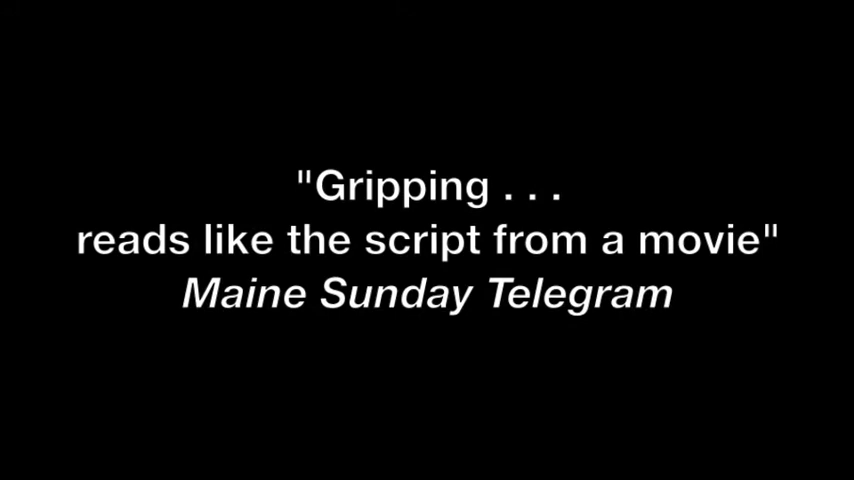 "Gripping . . .
reads like the script from a movie"
Maine Sunday Telegram